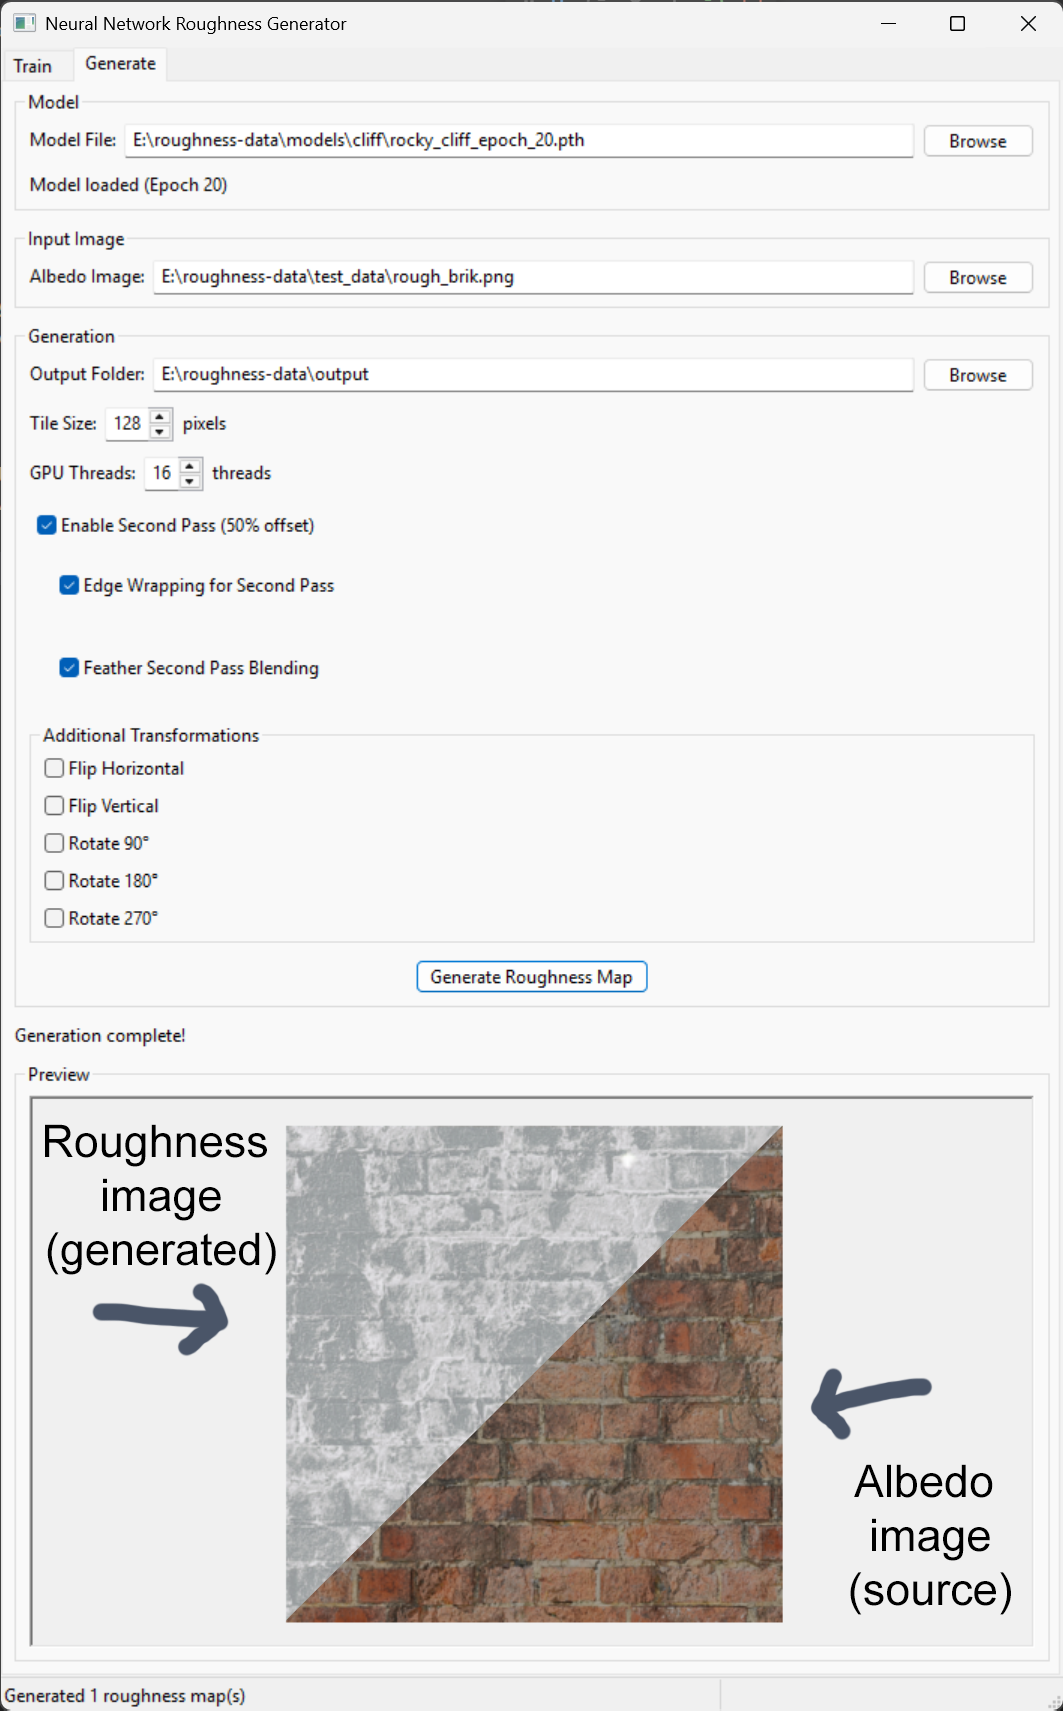 Neural Network Roughness Generator
Train Generate
Model
Model File: E:\roughness-data\models\cliff\rocky_cliff_epoch_20.pth Browse
Model loaded (Epoch 20)
Input Image
Albedo Image: E:\roughness-data\test_data\rough_brik.png Browse
Generation
Output Folder: E:\roughness-data\output Browse
Tile Size: 128 pixels
GPU Threads: 16 threads
Enable Second Pass (50% offset)
Edge Wrapping for Second Pass
Feather Second Pass Blending
Additional Transformations
Flip Horizontal
Flip Vertical
Rotate 90°
Rotate 180°
Rotate 270°
Generate Roughness Map
Generation complete!
Preview
Roughness
image
(generated)
Albedo
image
(source)
Generated 1 roughness map(s)